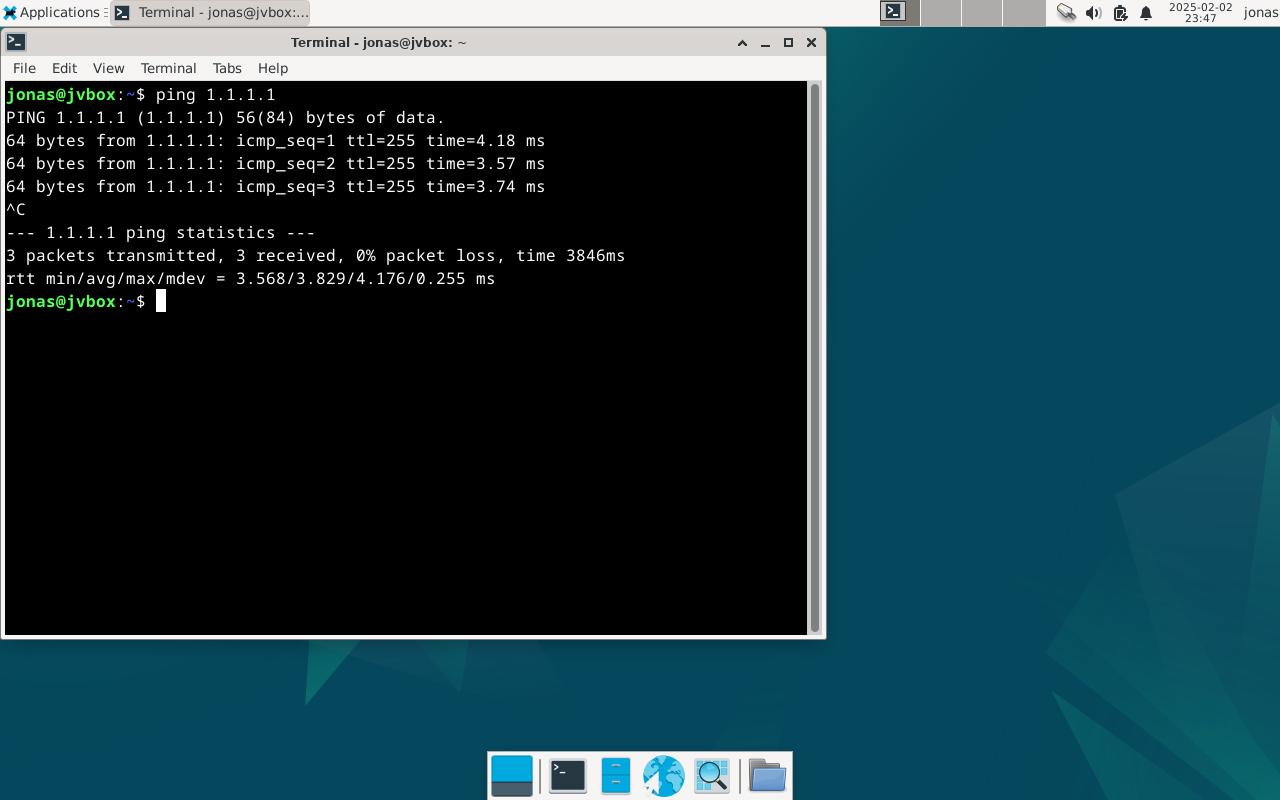 Applications
Terminal - jonas@jvbox:...
2025-02-02
23:47
jonas
Terminal - jonas@jvbox: ~
File Edit View Terminal Tabs Help
jonas@jvbox:~$ ping 1.1.1.1
PING 1.1.1.1 (1.1.1.1) 56(84) bytes of data.
64 bytes from 1.1.1.1: icmp_seq=1 ttl=255 time=4.18 ms
64 bytes from 1.1.1.1: icmp_seq=2 ttl=255 time=3.57 ms
64 bytes from 1.1.1.1: icmp_seq=3 ttl=255 time=3.74 ms
^C
--- 1.1.1.1 ping statistics ---
3 packets transmitted, 3 received, 0% packet loss, time 3846ms
rtt min/avg/max/mdev = 3.568/3.829/4.176/0.255 ms
jonas@jvbox:~$